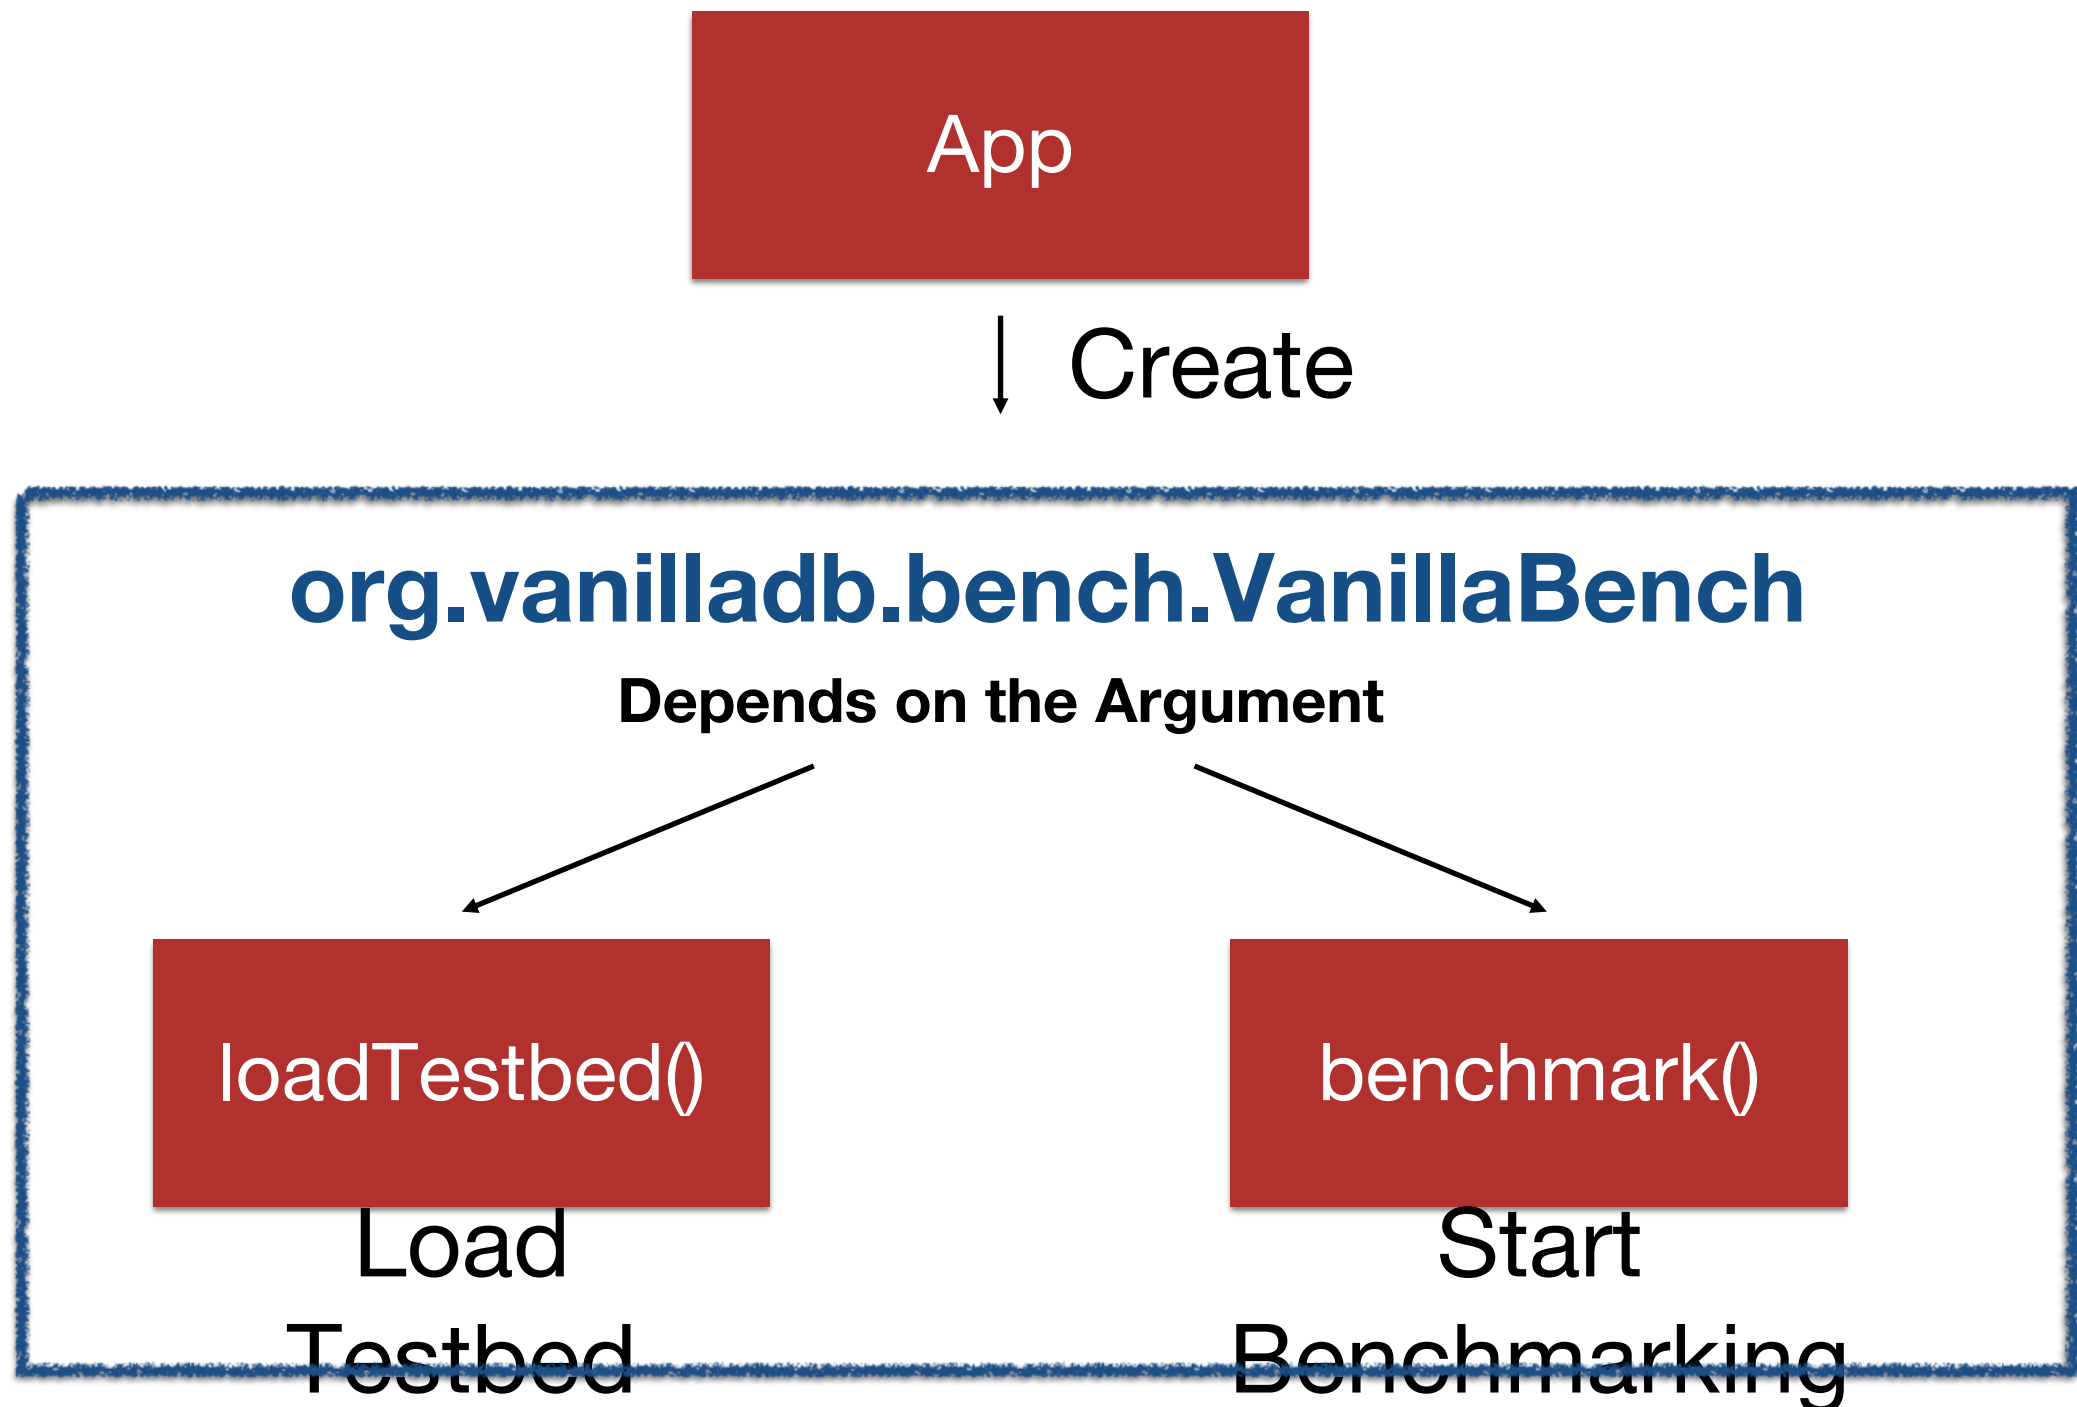 App
Create
org.vanilladb.bench.VanillaBench
Depends on the Argument
loadTestbed()
benchmark()
Load
Testbed
Start
Benchmarking